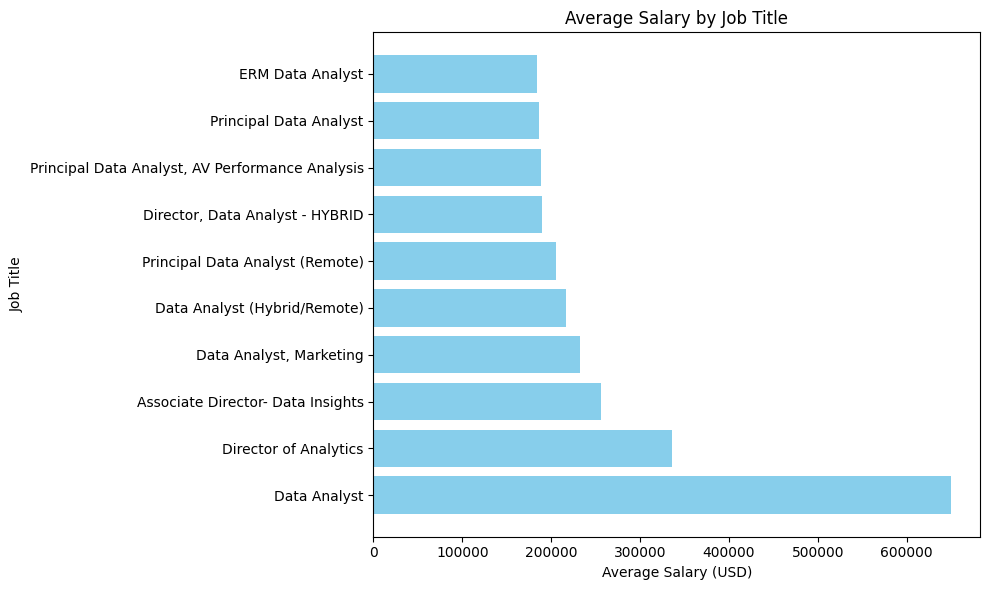 Average Salary by Job Title
Job Title
ERM Data Analyst
Principal Data Analyst
Principal Data Analyst, AV Performance Analysis
Director, Data Analyst - HYBRID
Principal Data Analyst (Remote)
Data Analyst (Hybrid/Remote)
Data Analyst, Marketing
Associate Director- Data Insights
Director of Analytics
Data Analyst
0 100000 200000 300000 400000 500000 600000
Average Salary (USD)